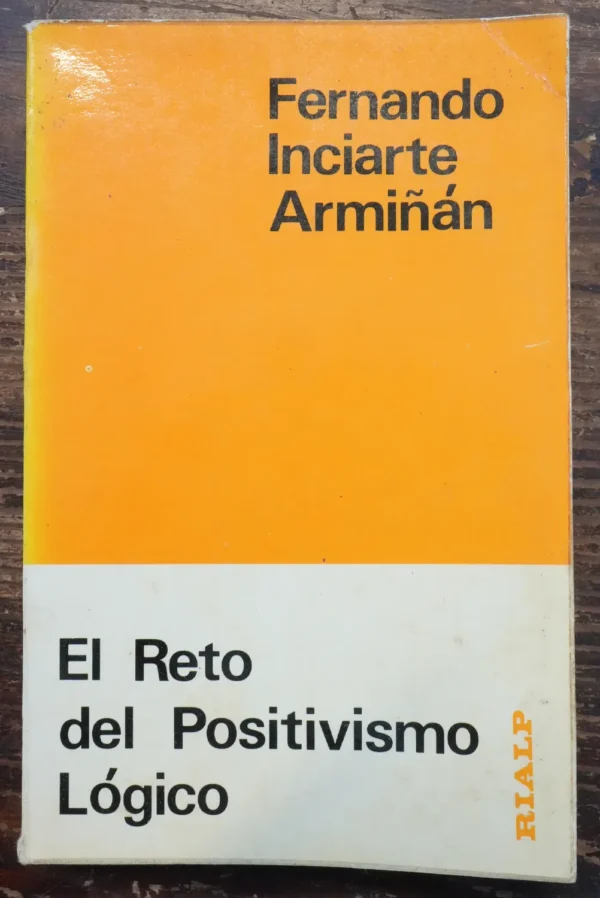 Fernando
Inciarte
Armiñán
El Reto
del Positivismo
Lógico
RIALP